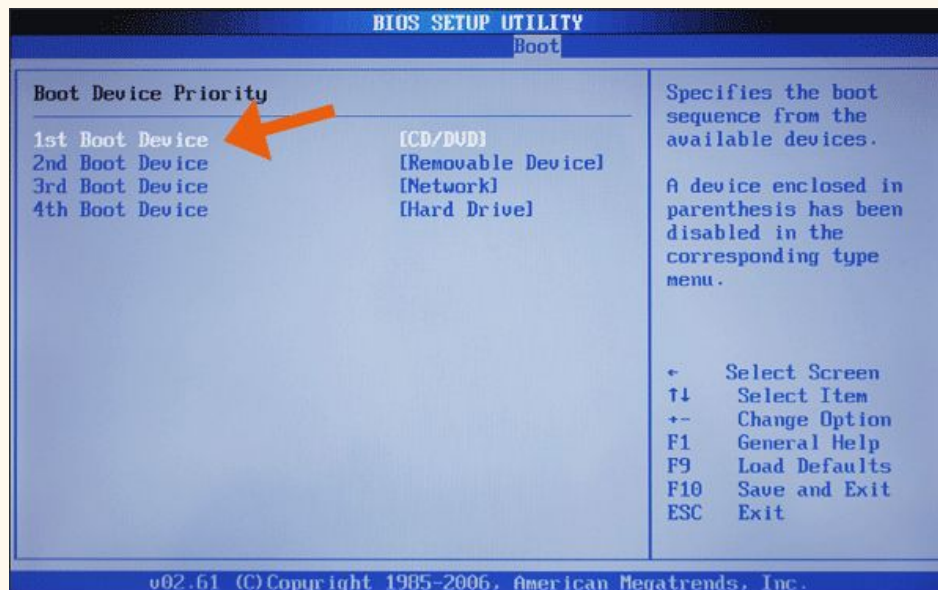 BIOS SETUP UTILITY
Boot
Boot Device Priority
1st Boot Device [CD/DVD]
2nd Boot Device [Removable Device]
3rd Boot Device [Network]
4th Boot Device [Hard Drive]
Specifies the boot
sequence from the
available devices.
A device enclosed in
parenthesis has been
disabled in the
corresponding type
menu.
← Select Screen
↑↓ Select Item
+- Change Option
F1 General Help
F9 Load Defaults
F10 Save and Exit
ESC Exit
v02.61 (C)Copyright 1985-2006, American Megatrends, Inc.